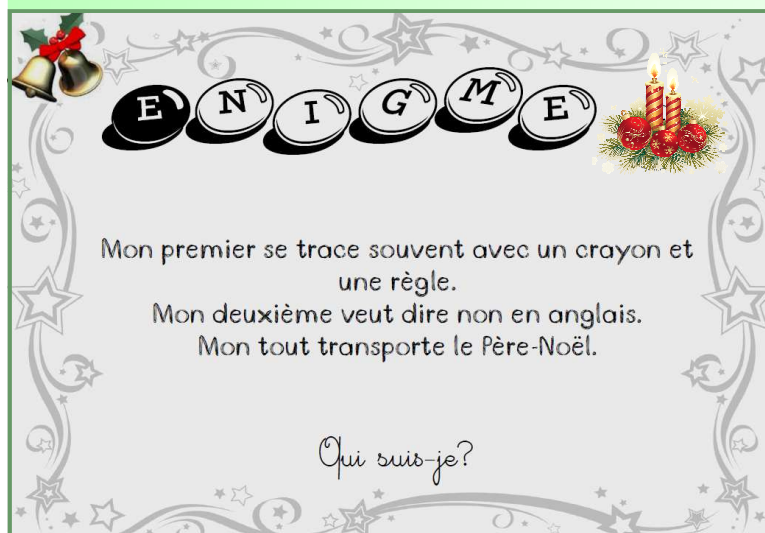 ENIGME
Mon premier se trace souvent avec un crayon et
une règle.
Mon deuxième veut dire non en anglais.
Mon tout transporte le Père-Noël.
Qui suis-je?